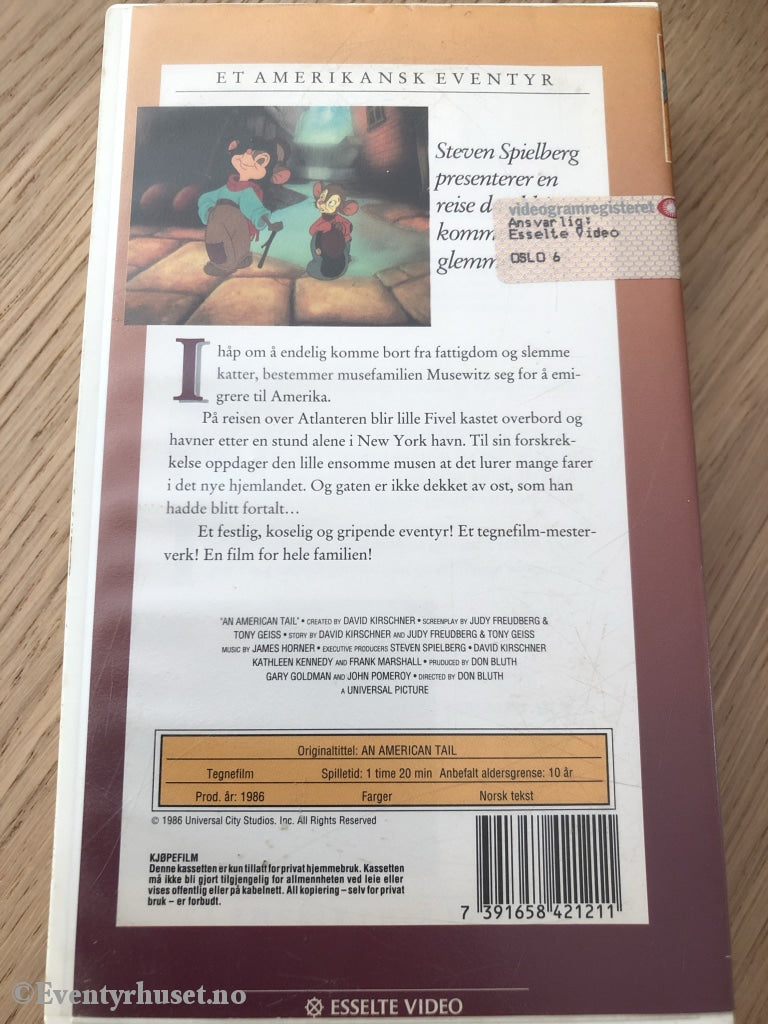 ET AMERIKANSK EVENTYR
Steven Spielberg
presenterer en
reise d
komm
glemm
videogramregisteret
Ansvarlig:
Esselte Video
OSLO 6
I håp om å endelig komme bort fra fattigdom og slemme
katter, bestemmer musefamilien Musewitz seg for å emi-
grere til Amerika.
På reisen over Atlanteren blir lille Fivel kastet overbord og
havner etter en stund alene i New York havn. Til sin forskrek-
kelse oppdager den lille ensomme musen at det lurer mange farer
i det nye hjemlandet. Og gaten er ikke dekket av ost, som han
hadde blitt fortalt...
Et festlig, koselig og gripende eventyr! Et tegnefilm-mester-
verk! En film for hele familien!
"AN AMERICAN TAIL" • CREATED BY DAVID KIRSCHNER • SCREENPLAY BY JUDY FREUDBERG &
TONY GEISS • STORY BY DAVID KIRSCHNER AND JUDY FREUDBERG & TONY GEISS
MUSIC BY JAMES HORNER • EXECUTIVE PRODUCERS STEVEN SPIELBERG • DAVID KIRSCHNER
KATHLEEN KENNEDY AND FRANK MARSHALL • PRODUCED BY DON BLUTH
GARY GOLDMAN AND JOHN POMEROY • DIRECTED BY DON BLUTH
A UNIVERSAL PICTURE
Originaltittel: AN AMERICAN TAIL
Tegnefilm Spilletid: 1 time 20 min Anbefalt aldersgrense: 10 år
Prod. år: 1986 Farger Norsk tekst
© 1986 Universal City Studios. Inc. All Rights Reserved
KJØPEFILM
Denne kassetten er kun tillatt for privat hjemmebruk. Kassetten
må ikke bli gjort tilgjengelig for allmennheten ved leie eller
vises offentlig eller på kabelnett. All kopiering – selv for privat
bruk – er forbudt.
7 391658 421211
©Eventyrhuset.no
ESSELTE VIDEO